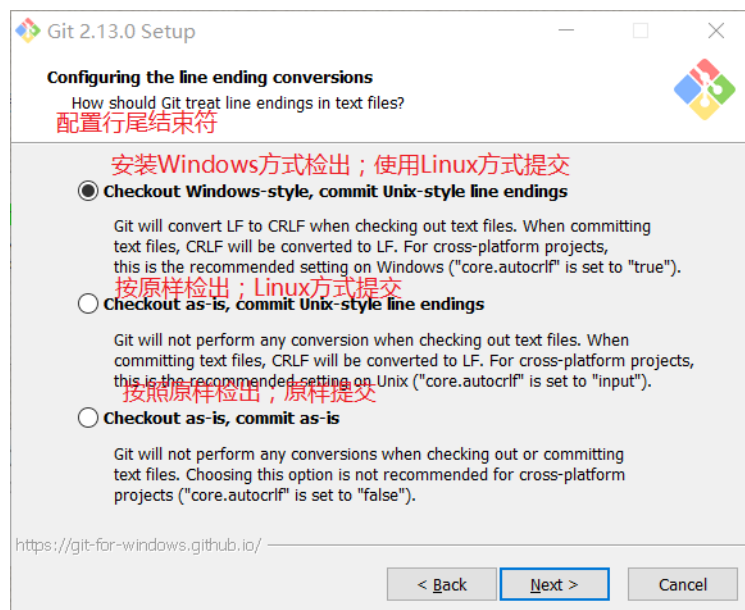 Git 2.13.0 Setup
Configuring the line ending conversions
How should Git treat line endings in text files?
配置行尾结束符
安装Windows方式检出；使用Linux方式提交
Checkout Windows-style, commit Unix-style line endings
Git will convert LF to CRLF when checking out text files. When committing
text files, CRLF will be converted to LF. For cross-platform projects,
this is the recommended setting on Windows ("core.autocrlf" is set to "true").
按原样检出；Linux方式提交
Checkout as-is, commit Unix-style line endings
Git will not perform any conversion when checking out text files. When
committing text files, CRLF will be converted to LF. For cross-platform projects,
this is the recommended setting on Unix ("core.autocrlf" is set to "input").
按照原样检出；原样提交
Checkout as-is, commit as-is
Git will not perform any conversions when checking out or committing
text files. Choosing this option is not recommended for cross-platform
projects ("core.autocrlf" is set to "false").
https://git-for-windows.github.io/
< Back
Next >
Cancel